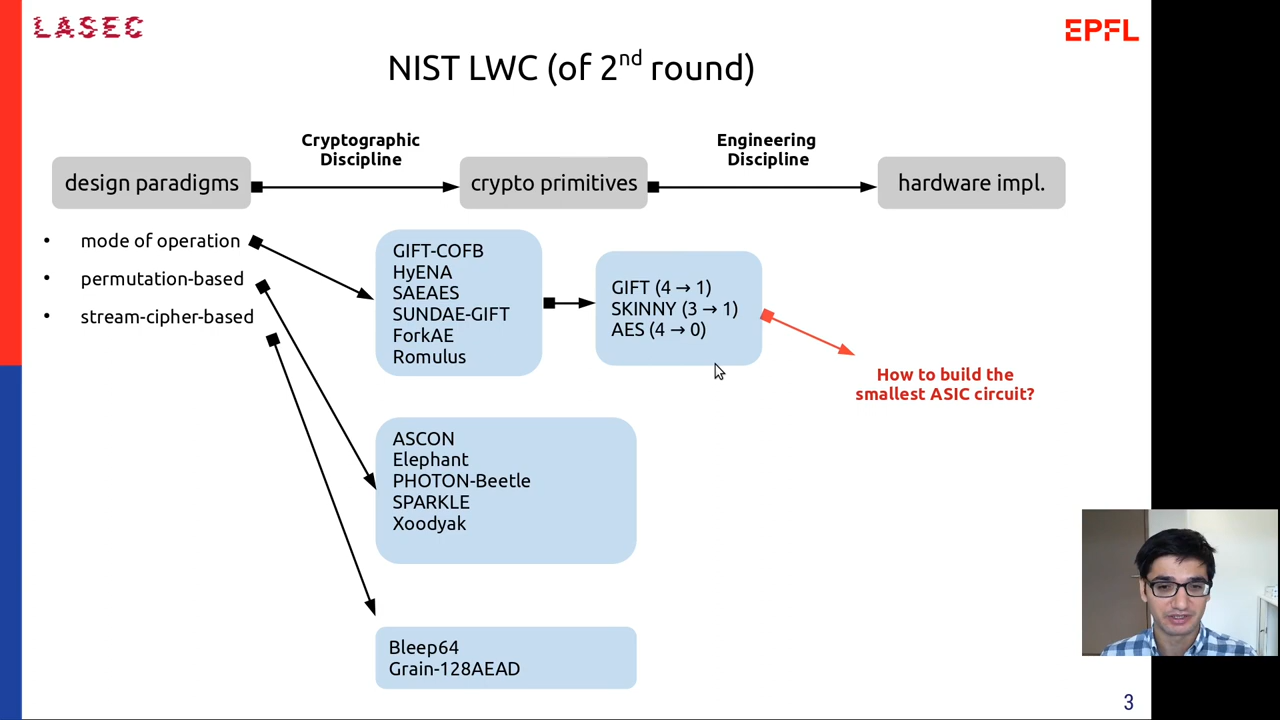 LASEC
EPFL
NIST LWC (of 2nd round)
Cryptographic
Discipline
Engineering
Discipline
design paradigms
crypto primitives
hardware impl.
• mode of operation
• permutation-based
• stream-cipher-based
GIFT-COFB
HyENA
SAEAES
SUNDAE-GIFT
ForkAE
Romulus
GIFT (4 → 1)
SKINNY (3 → 1)
AES (4 → 0)
How to build the
smallest ASIC circuit?
ASCON
Elephant
PHOTON-Beetle
SPARKLE
Xoodyak
Bleep64
Grain-128AEAD
3